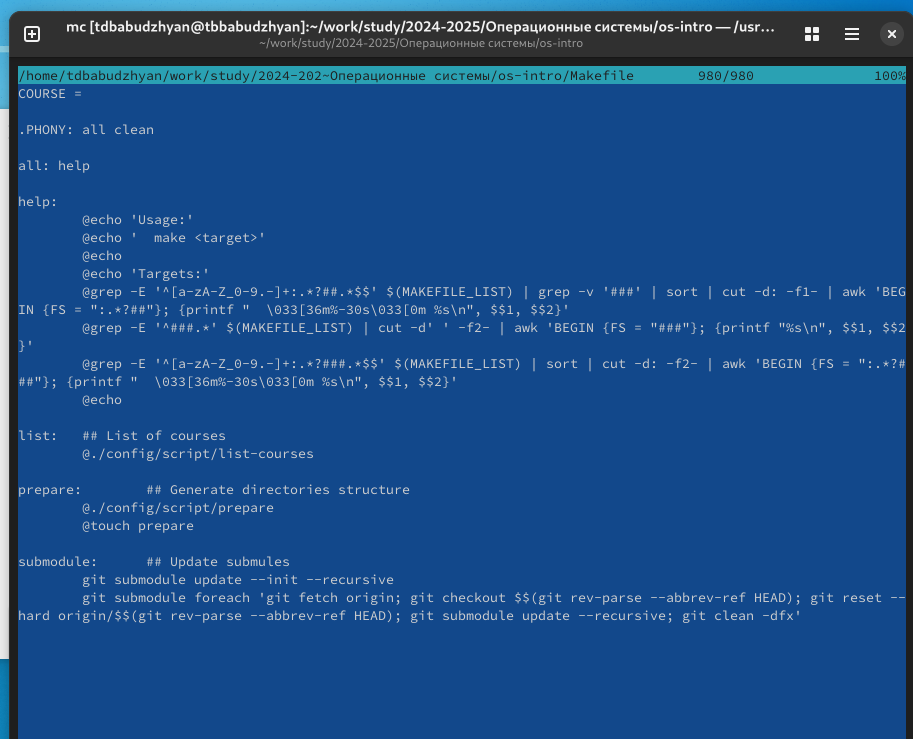 mc [tdbabudzhyan@tbbabudzhyan]:~/work/study/2024-2025/Операционные системы/os-intro — /usr...
~/work/study/2024-2025/Операционные системы/os-intro
/home/tdbabudzhyan/work/study/2024-202~Операционные системы/os-intro/Makefile        980/980               100%
COURSE =
.PHONY: all clean
all: help
help:
        @echo 'Usage:'
        @echo '  make <target>'
        @echo
        @echo 'Targets:'
        @grep -E '^[a-zA-Z_0-9.-]+:.*?##.*$$' $(MAKEFILE_LIST) | grep -v '###' | sort | cut -d: -f1- | awk 'BEG
IN {FS = ":.*?##"}; {printf "  \033[36m%-30s\033[0m %s\n", $$1, $$2}'
        @grep -E '^###.*' $(MAKEFILE_LIST) | cut -d' ' -f2- | awk 'BEGIN {FS = "###"}; {printf "%s\n", $$1, $$2
}'
        @grep -E '^[a-zA-Z_0-9.-]+:.*?###.*$$' $(MAKEFILE_LIST) | sort | cut -d: -f2- | awk 'BEGIN {FS = ":.*?#
##"}; {printf "  \033[36m%-30s\033[0m %s\n", $$1, $$2}'
        @echo
list:   ## List of courses
        @./config/script/list-courses
prepare:        ## Generate directories structure
        @./config/script/prepare
        @touch prepare
submodule:      ## Update submules
        git submodule update --init --recursive
        git submodule foreach 'git fetch origin; git checkout $$(git rev-parse --abbrev-ref HEAD); git reset --
hard origin/$$(git rev-parse --abbrev-ref HEAD); git submodule update --recursive; git clean -dfx'